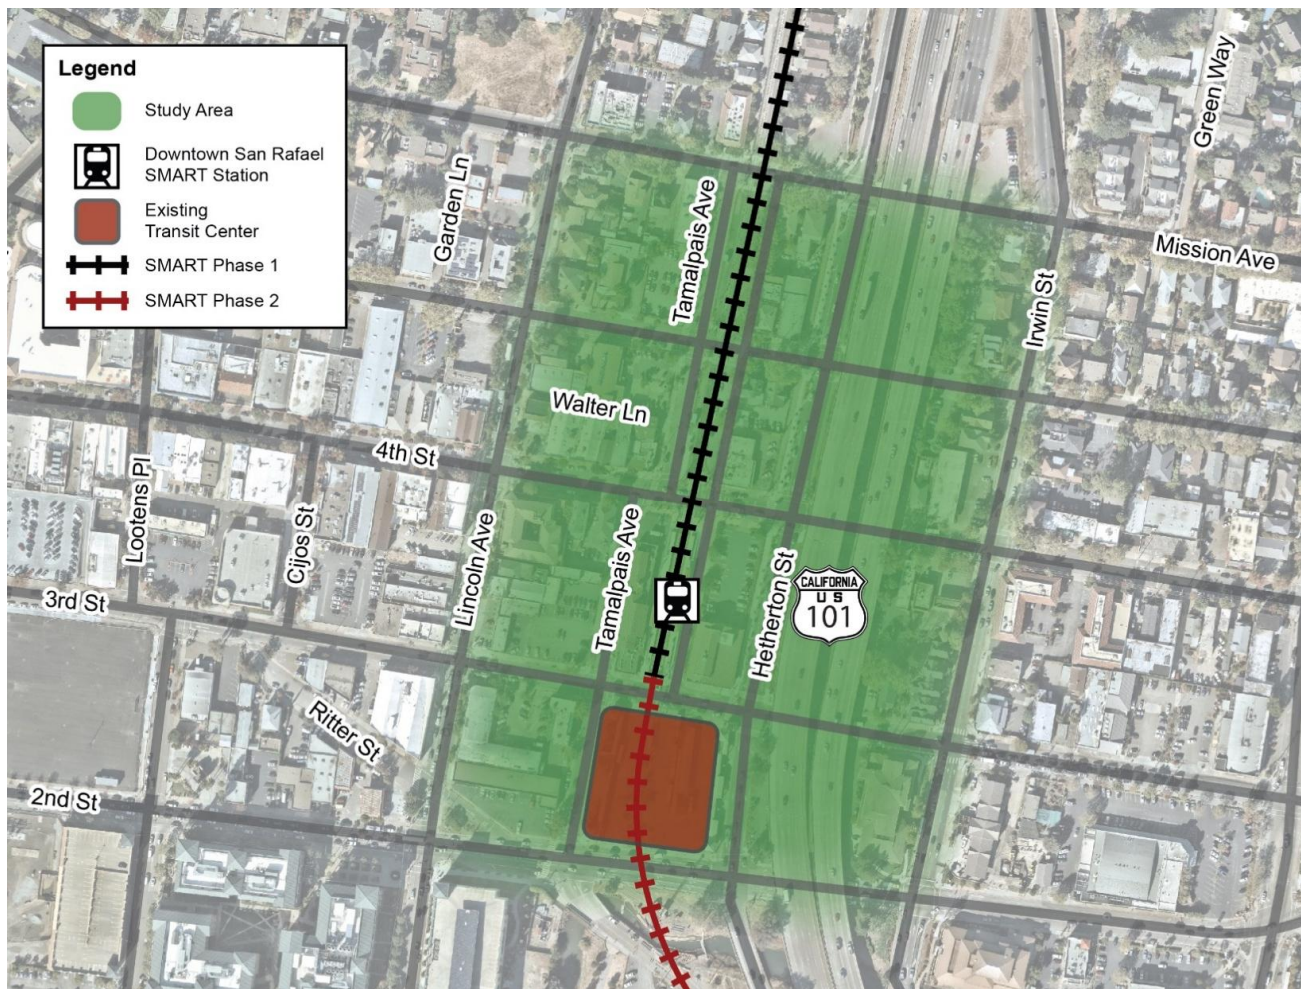 Legend
Study Area
Downtown San Rafael
SMART Station
Existing
Transit Center
SMART Phase 1
SMART Phase 2
Green Way
Garden Ln
Tamalpais Ave
Mission Ave
Irwin St
Walter Ln
4th St
Lootens Pl
Cijos St
Lincoln Ave
Tamalpais Ave
Hetherton St
CALIFORNIA
US
101
3rd St
Ritter St
2nd St